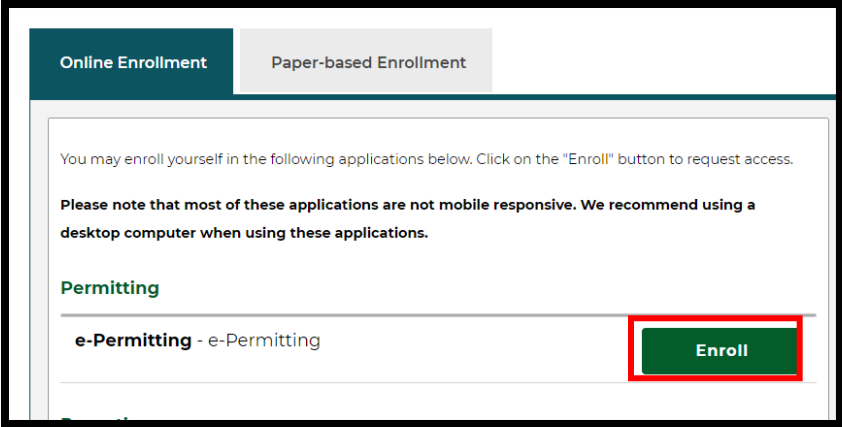 Online Enrollment
Paper-based Enrollment
You may enroll yourself in the following applications below. Click on the "Enroll" button to request access.
Please note that most of these applications are not mobile responsive. We recommend using a
desktop computer when using these applications.
Permitting
e-Permitting - e-Permitting
Enroll